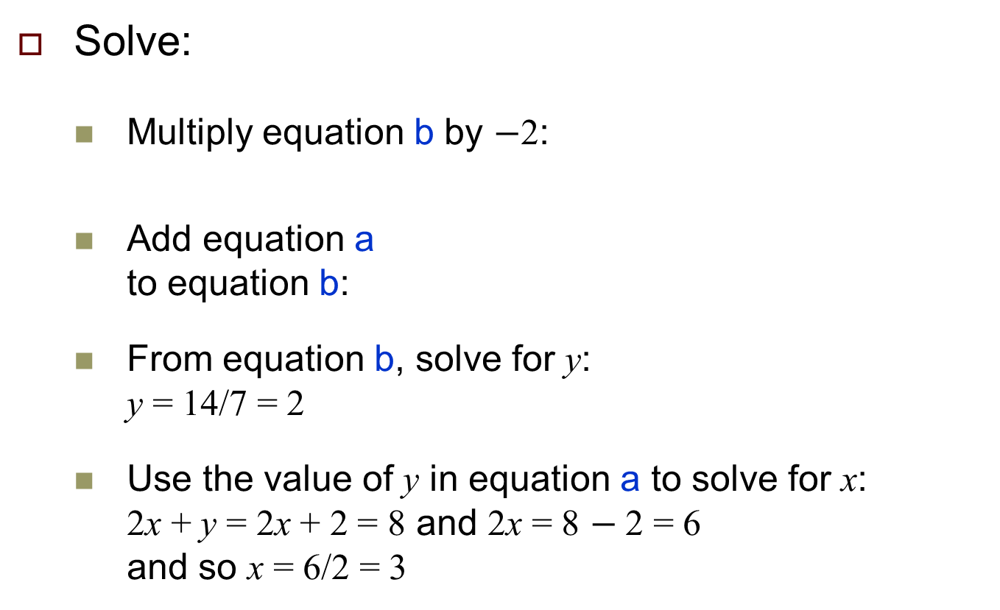 Solve:
Multiply equation b by −2:
Add equation a
to equation b:
From equation b, solve for y:
y = 14/7 = 2
Use the value of y in equation a to solve for x:
2x + y = 2x + 2 = 8 and 2x = 8 − 2 = 6
and so x = 6/2 = 3